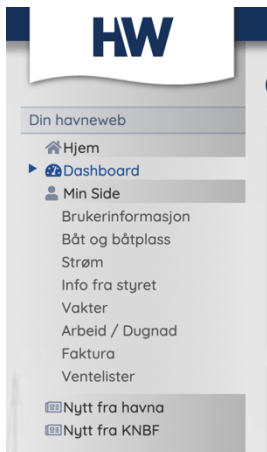 HW
Din havneweb
Hjem
Dashboard
Min Side
Brukerinformasjon
Båt og båtplass
Strøm
Info fra styret
Vakter
Arbeid / Dugnad
Faktura
Ventelister
Nytt fra havna
Nytt fra KNBF